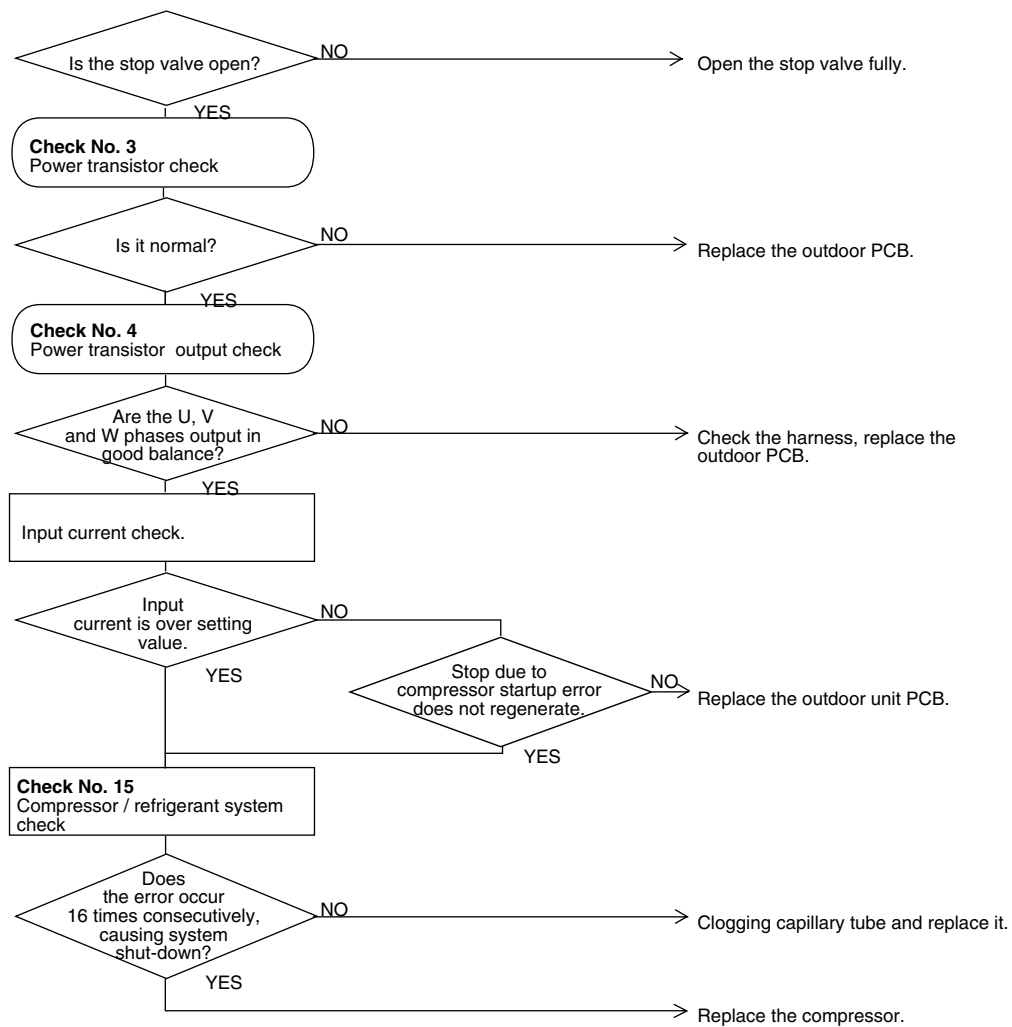 Is the stop valve open?
NO
Open the stop valve fully.
YES
Check No. 3
Power transistor check
Is it normal?
NO
Replace the outdoor PCB.
YES
Check No. 4
Power transistor output check
Are the U, V
and W phases output in
good balance?
NO
Check the harness, replace the
outdoor PCB.
YES
Input current check.
Input
current is over setting
value.
NO
YES
Stop due to
compressor startup error
does not regenerate.
NO
Replace the outdoor unit PCB.
YES
Check No. 15
Compressor / refrigerant system
check
Does
the error occur
16 times consecutively,
causing system
shut-down?
NO
Clogging capillary tube and replace it.
YES
Replace the compressor.